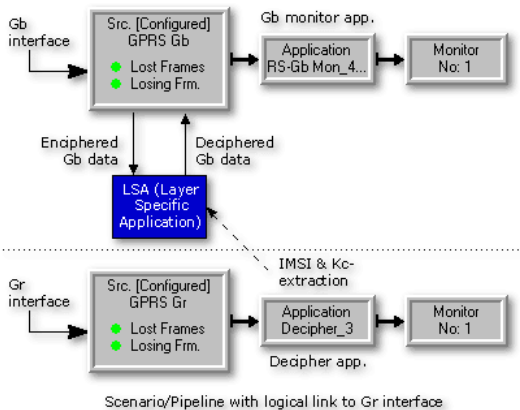 Gb
interface
Src. [Configured]
GPRS Gb
Lost Frames
Losing Frm.
Gb monitor app.
Application
RS-Gb Mon_4...
Monitor
No: 1
Enciphered
Gb data
Deciphered
Gb data
LSA (Layer
Specific
Application)
IMSI & Kc-
extraction
Gr
interface
Src. [Configured]
GPRS Gr
Lost Frames
Losing Frm.
Application
Decipher_3
Monitor
No: 1
Decipher app.
Scenario/Pipeline with logical link to Gr interface